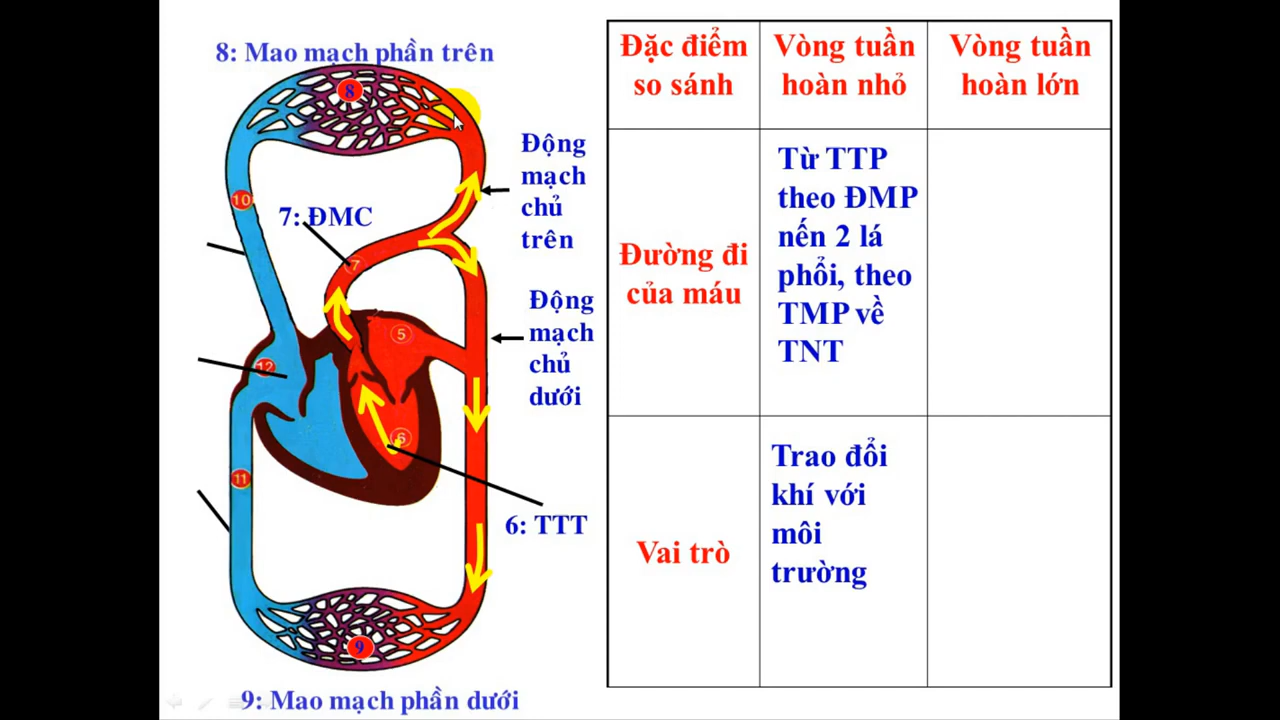 8: Mao mạch phần trên
8
Động
mạch
chủ
trên
10
7: ĐMC
7
Động
mạch
chủ
dưới
5
12
6
11
6: TTT
9
9: Mao mạch phần dưới
Đặc điểm
so sánh
Vòng tuần
hoàn nhỏ
Vòng tuần
hoàn lớn
Đường đi
của máu
Từ TTP
theo ĐMP
nến 2 lá
phổi, theo
TMP về
TNT
Vai trò
Trao đổi
khí với
môi
trường